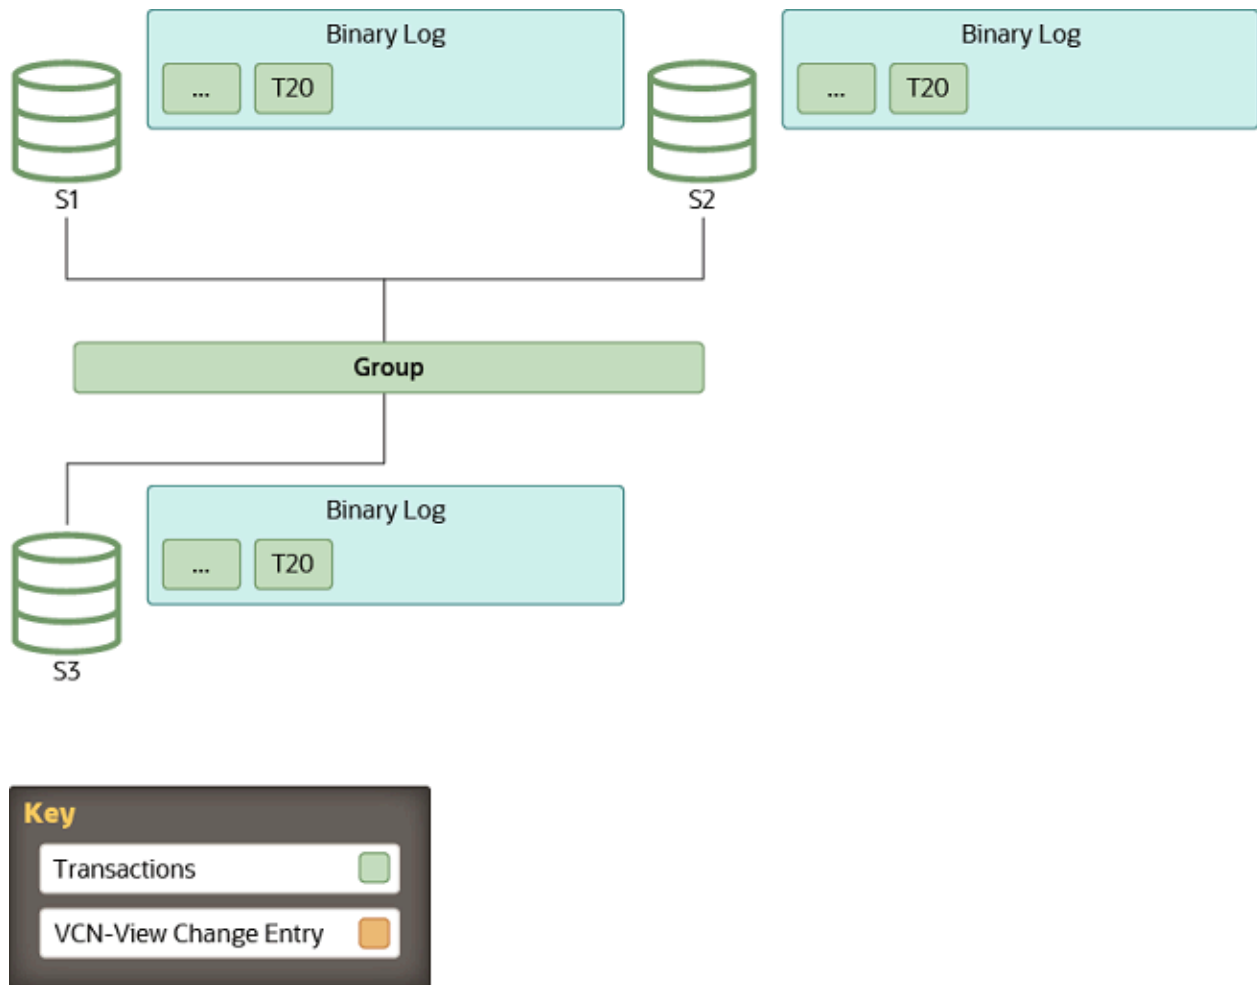 Binary Log
... T20
S1
Binary Log
... T20
S2
Group
Binary Log
... T20
S3
Key
Transactions
VCN-View Change Entry